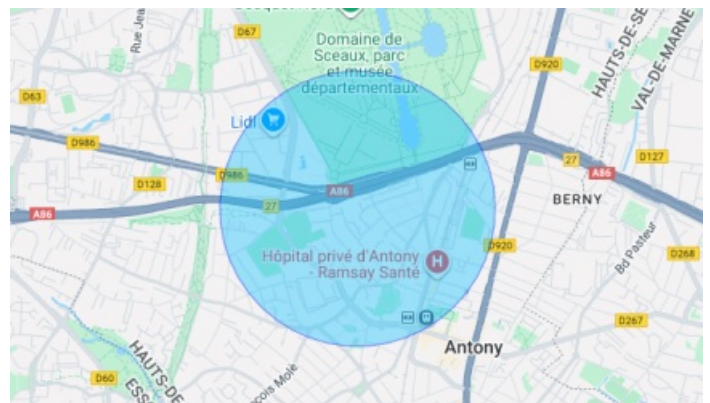 D67
Domaine de
Sceaux, parc
et musée
départementaux
D920
HAUTS-DE-SE
VAL-DE-MARNE
Rue Jea
D63
Lidl
D986
D127
27
A86
D128
D986
A86
BERNY
A86
27
D920
Bd Pasteur
D268
Hôpital privé d'Antony
- Ramsay Santé
H
D267
Antony
HAUTS-DE-
ESS
D60
ois Molé